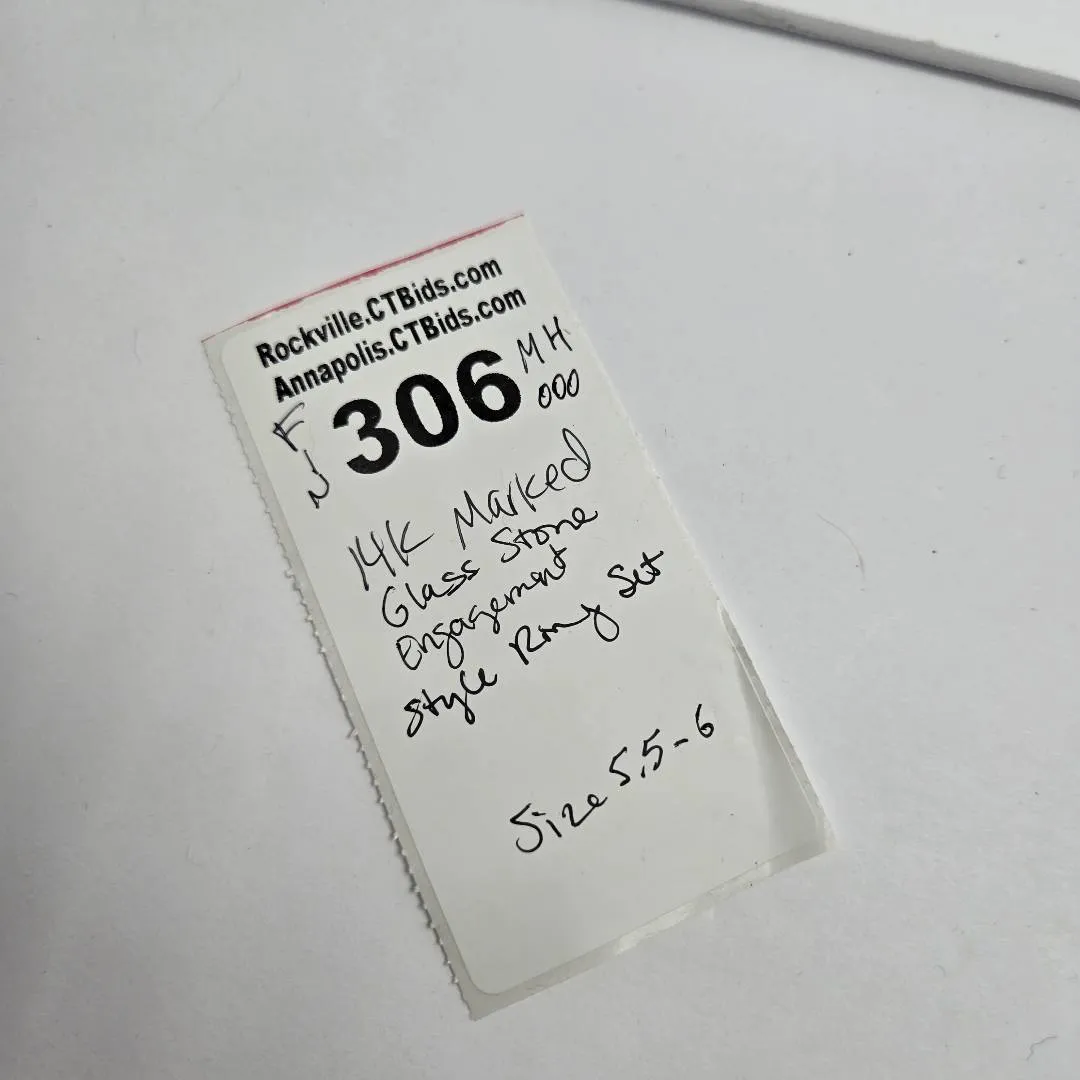 Rockville.CTBids.com
Annapolis.CTBids.com
F 306 MH
J 000
14K Marked
Glass Stone
Engagement
Style Ring Set
Size 5.5-6